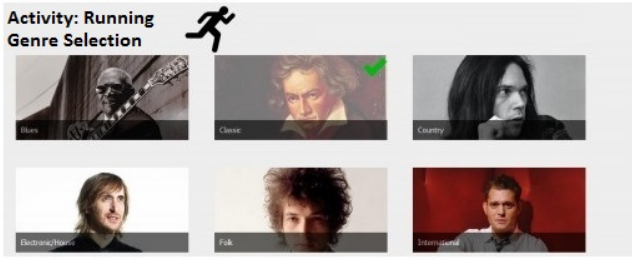 Activity: Running
Genre Selection
Blues
Classic
Country
Electronic/House
Folk
International